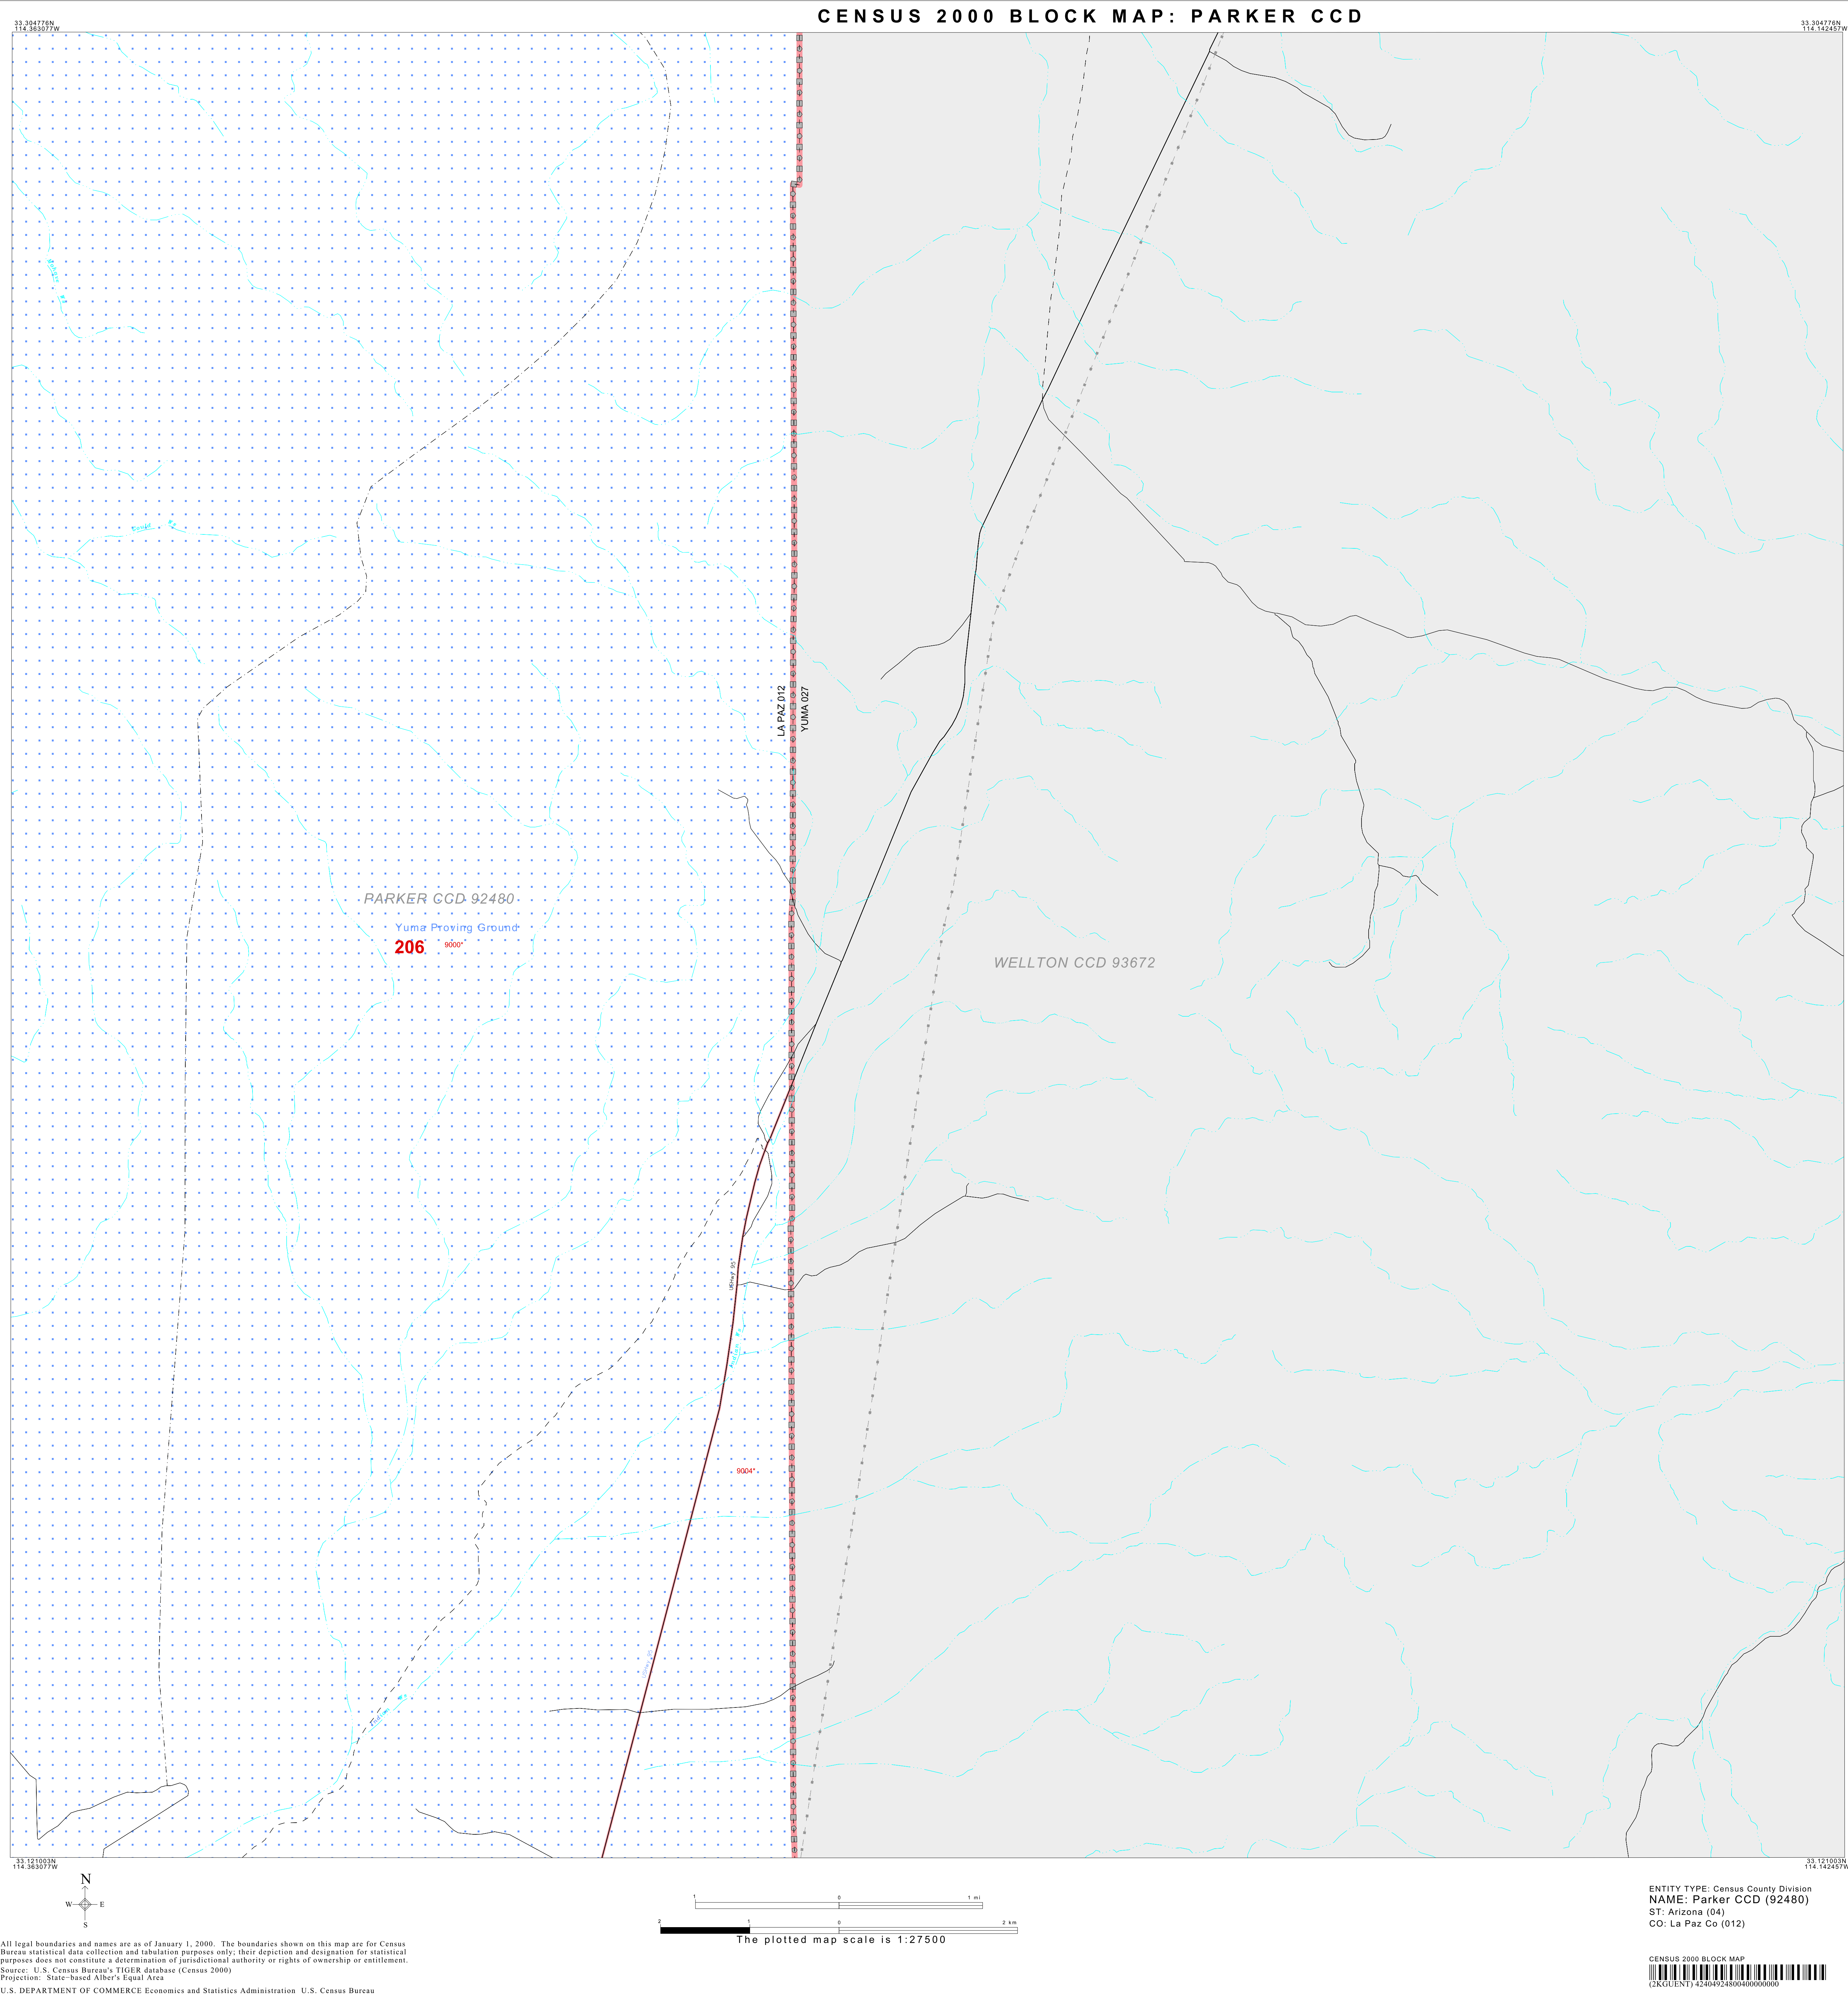 CENSUS 2000 BLOCK MAP: PARKER CCD
33.304776N
114.363077W
33.304776N
114.142457W
LA PAZ 012
YUMA 027
PARKER CCD 92480
Yuma Proving Ground
206
9000*
WELLTON CCD 93672
USHwy 95
Indian
9004*
33.121003N
114.363077W
33.121003N
114.142457W
N
W
E
S
1
0
1 mi
2
1
0
2 km
The plotted map scale is 1:27500
All legal boundaries and names are as of January 1, 2000. The boundaries shown on this map are for Census
Bureau statistical data collection and tabulation purposes only; their depiction and designation for statistical
purposes does not constitute a determination of jurisdictional authority or rights of ownership or entitlement.
Source: U.S. Census Bureau's TIGER database (Census 2000)
Projection: State-based Alber's Equal Area
U.S. DEPARTMENT OF COMMERCE Economics and Statistics Administration U.S. Census Bureau
ENTITY TYPE: Census County Division
NAME: Parker CCD (92480)
ST: Arizona (04)
CO: La Paz Co (012)
CENSUS 2000 BLOCK MAP
(2KGUENT) 42404924800400000000